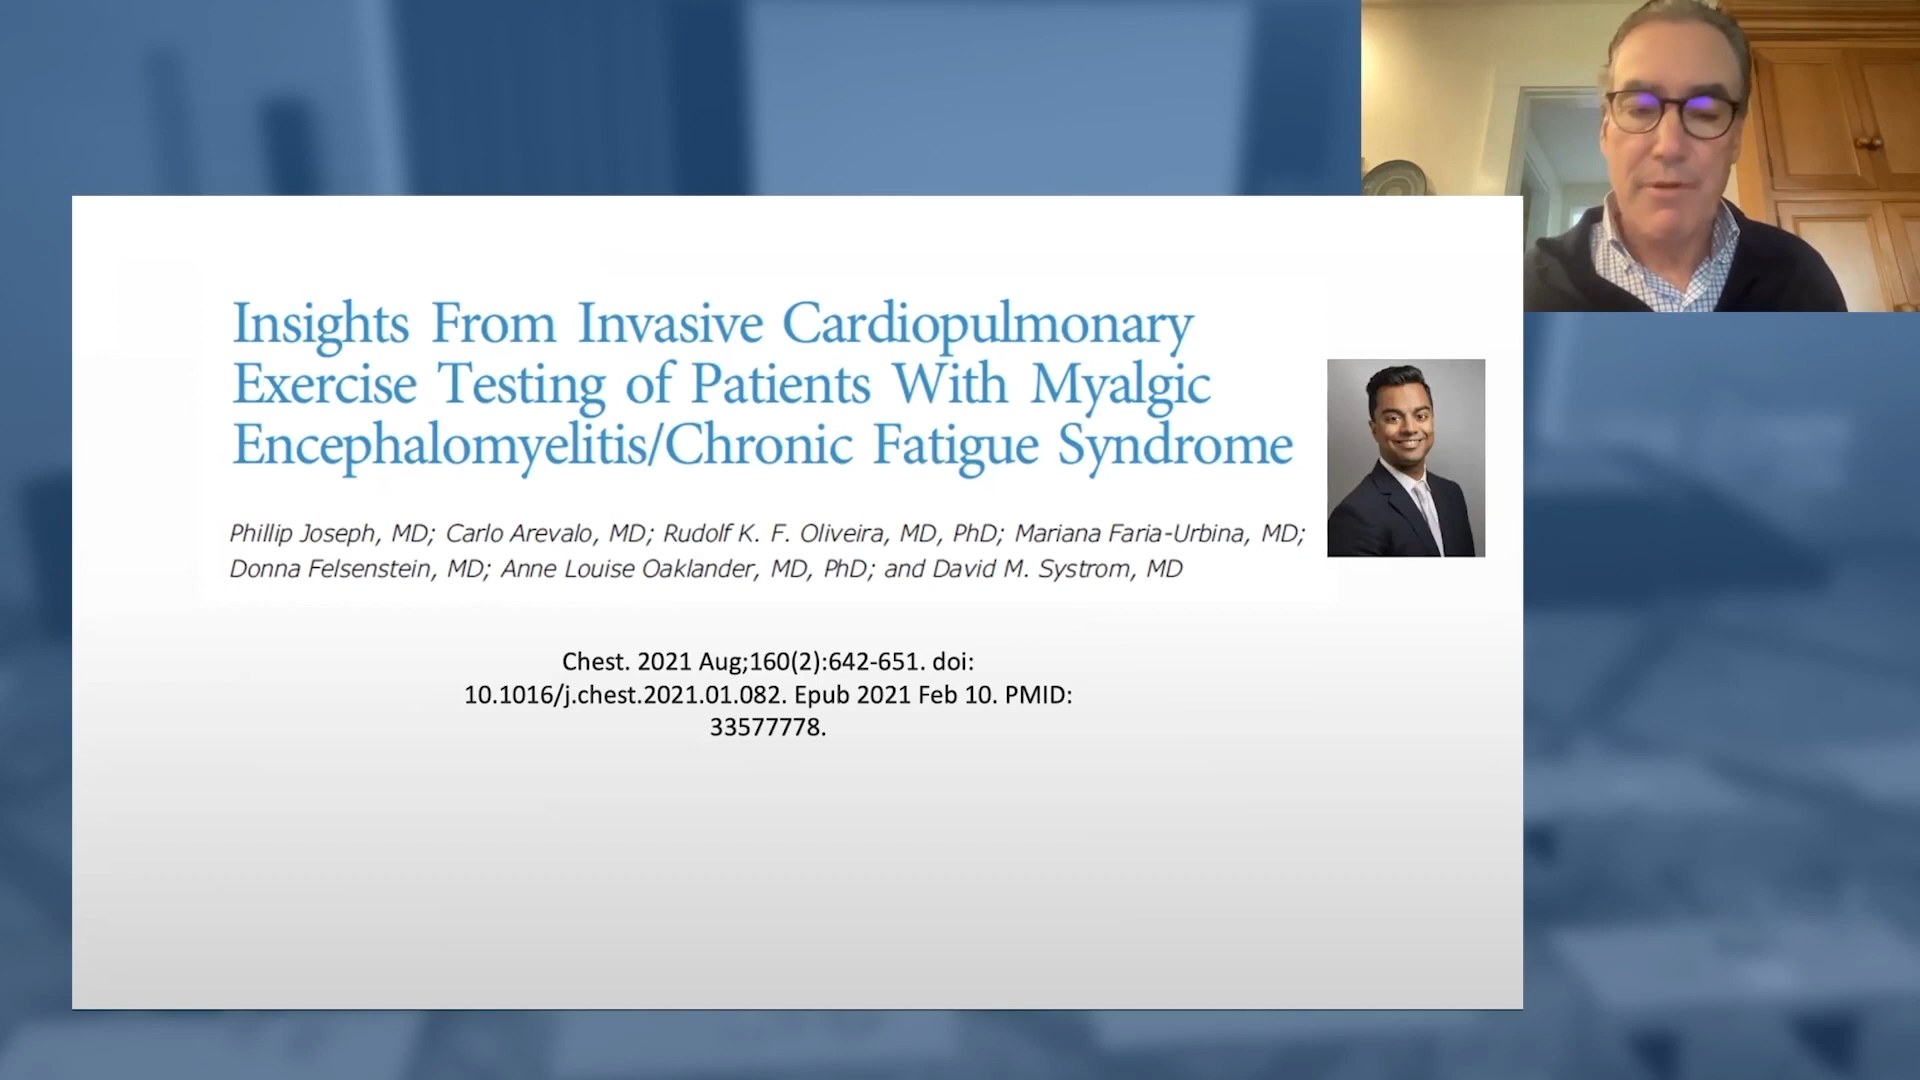 Insights From Invasive Cardiopulmonary
Exercise Testing of Patients With Myalgic
Encephalomyelitis/Chronic Fatigue Syndrome
Phillip Joseph, MD; Carlo Arevalo, MD; Rudolf K. F. Oliveira, MD, PhD; Mariana Faria-Urbina, MD;
Donna Felsenstein, MD; Anne Louise Oaklander, MD, PhD; and David M. Systrom, MD
Chest. 2021 Aug;160(2):642-651. doi:
10.1016/j.chest.2021.01.082. Epub 2021 Feb 10. PMID:
33577778.